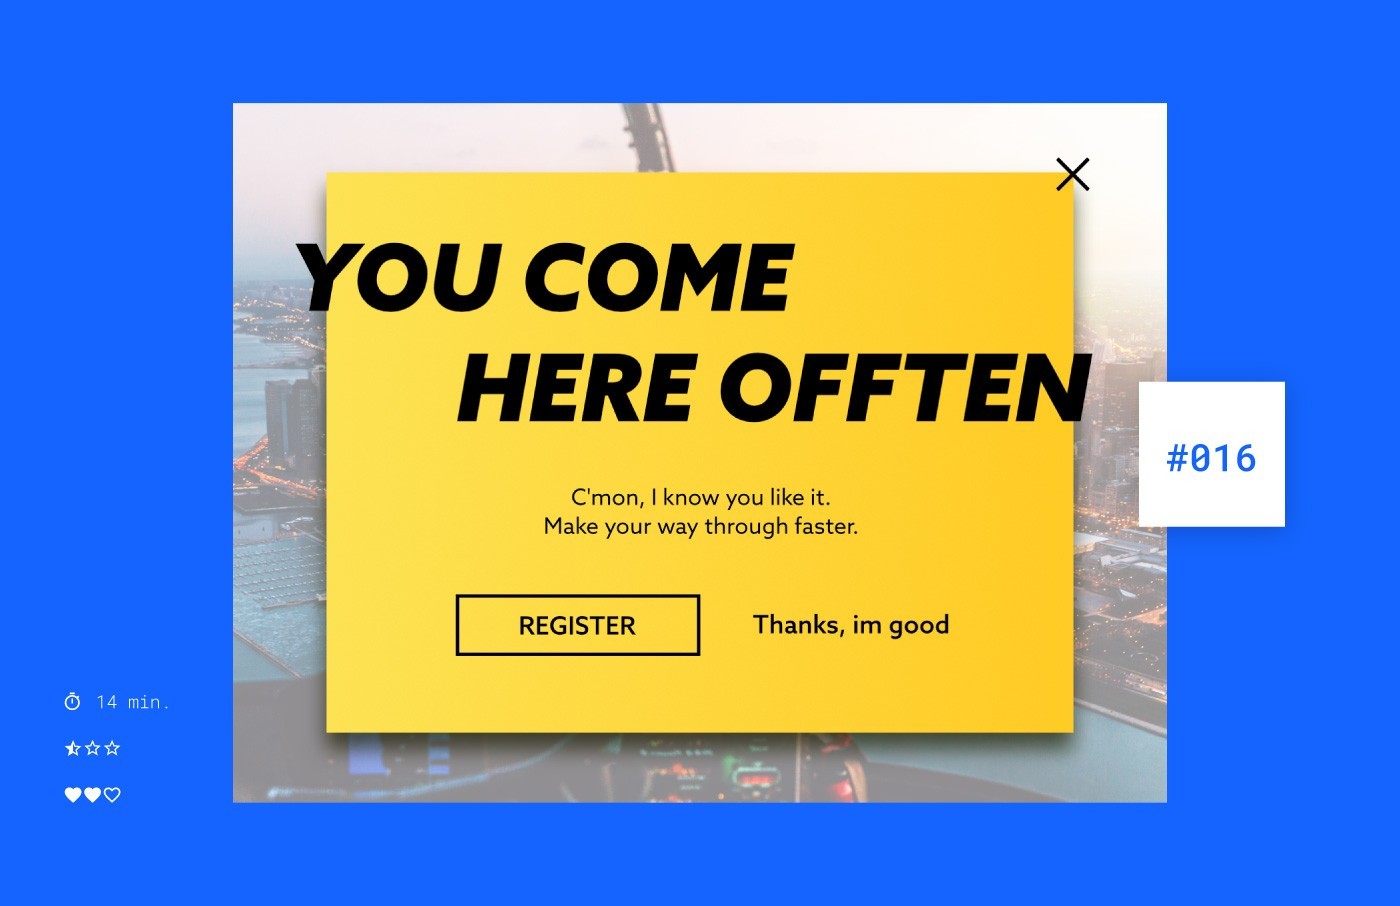 YOU COME
HERE OFFTEN
#016
C'mon, I know you like it.
Make your way through faster.
REGISTER
Thanks, im good
14 min.